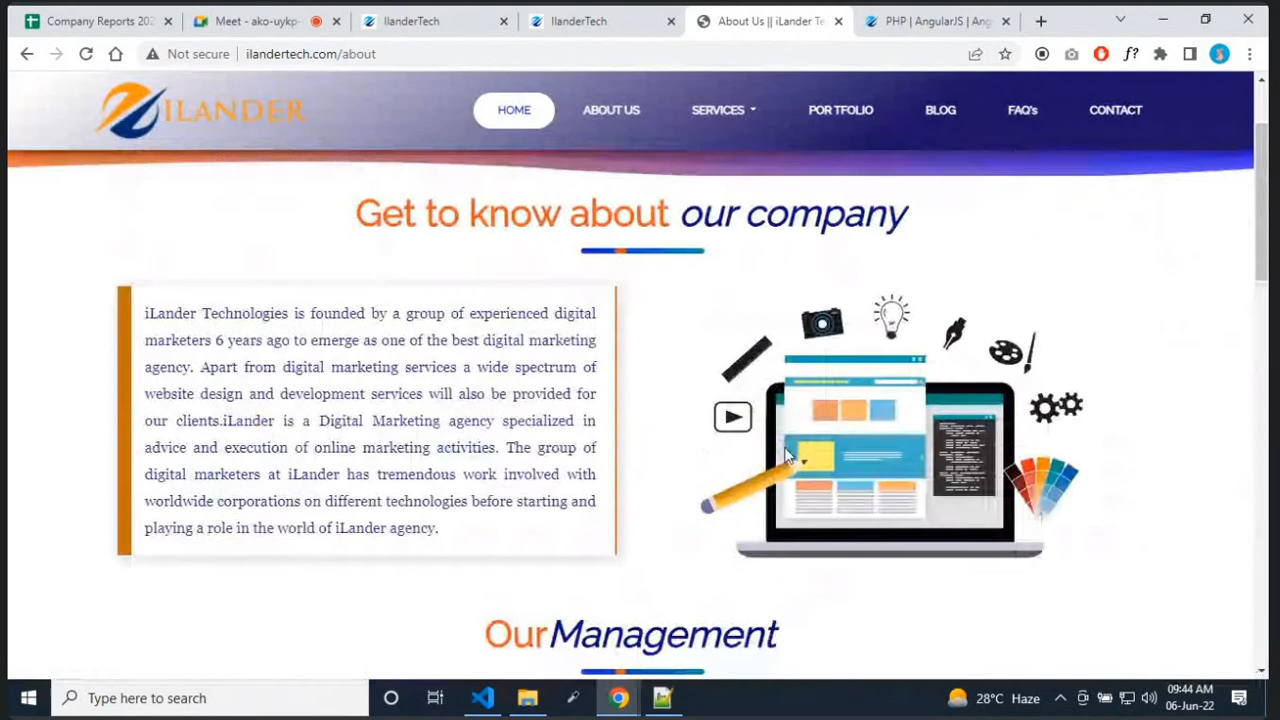 Company Reports 202
Meet - ako-uykp-
IlanderTech
IlanderTech
About Us || iLander Te
PHP | AngularJS | Ang
Not secure
ilandertech.com/about
f?
ILANDER
HOME
ABOUT US
SERVICES
PORTFOLIO
BLOG
FAQ's
CONTACT
Get to know about our company
iLander Technologies is founded by a group of experienced digital
marketers 6 years ago to emerge as one of the best digital marketing
agency. Apart from digital marketing services a wide spectrum of
website design and development services will also be provided for
our clients.iLander is a Digital Marketing agency specialized in
advice and execution of online marketing activities. The group of
digital marketers in iLander has tremendous work involved with
worldwide corporations on different technologies before starting and
playing a role in the world of iLander agency.
OurManagement
Type here to search
28°C Haze
09:44 AM
06-Jun-22